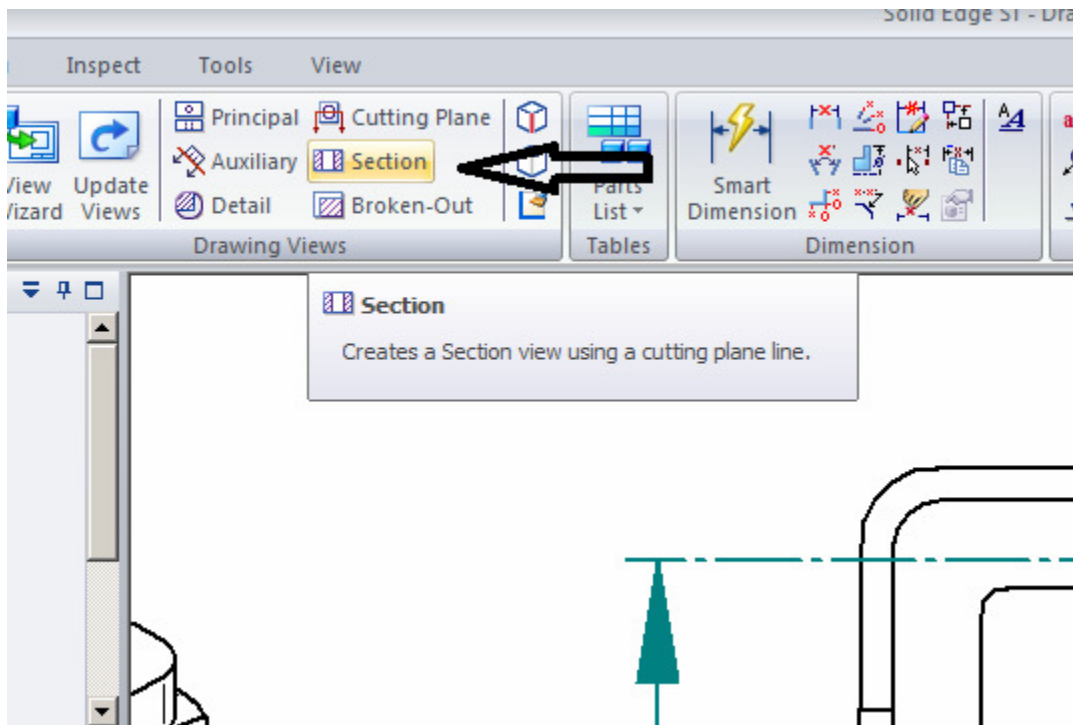 Solid Edge ST - Dra
Inspect Tools View
Principal Cutting Plane
Auxiliary Section
Detail Broken-Out
View Wizard
Update Views
Drawing Views
Parts List
Tables
Smart Dimension
Dimension
A
a
Section
Creates a Section view using a cutting plane line.